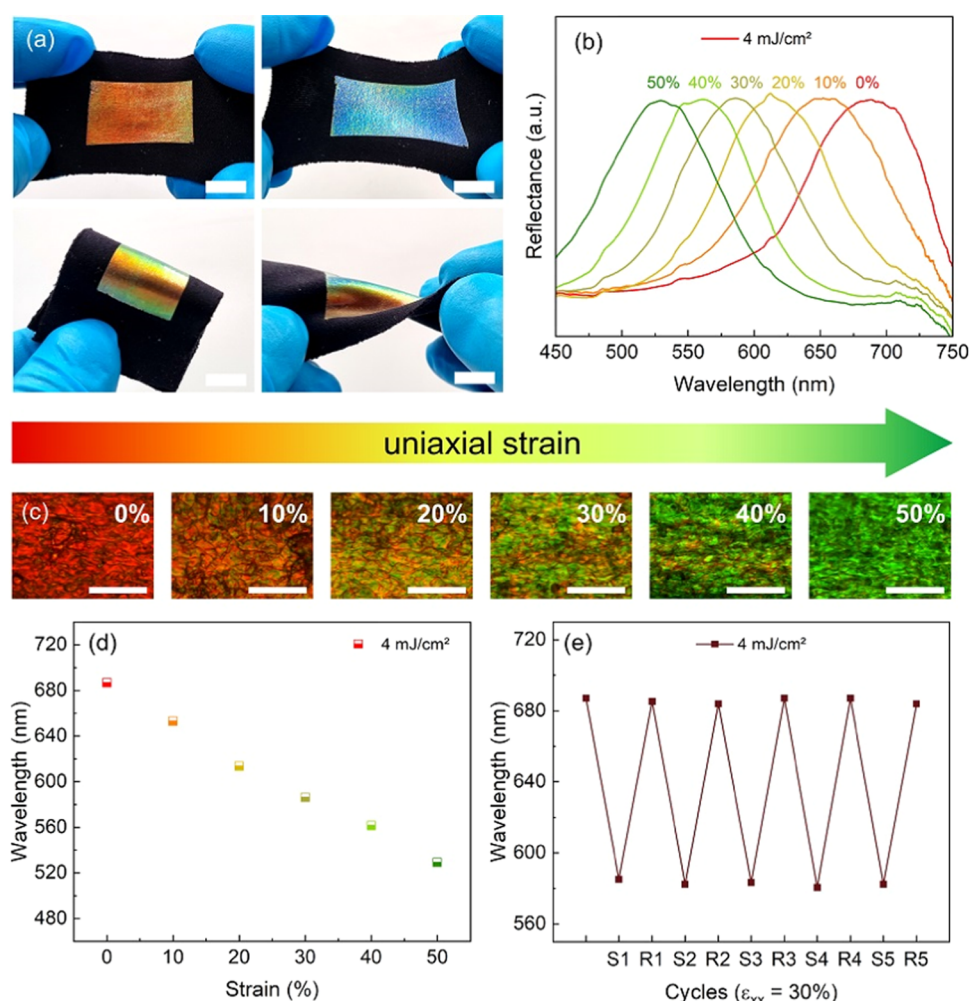 (a)
(b)
4 mJ/cm²
50% 40% 30% 20% 10% 0%
Reflectance (a.u.)
450 500 550 600 650 700 750
Wavelength (nm)
uniaxial strain
(c)
0%
10%
20%
30%
40%
50%
(d)
4 mJ/cm²
720
680
640
600
560
520
480
Wavelength (nm)
0 10 20 30 40 50
Strain (%)
(e)
4 mJ/cm²
720
680
640
600
560
Wavelength (nm)
S1 R1 S2 R2 S3 R3 S4 R4 S5 R5
Cycles (εxx = 30%)